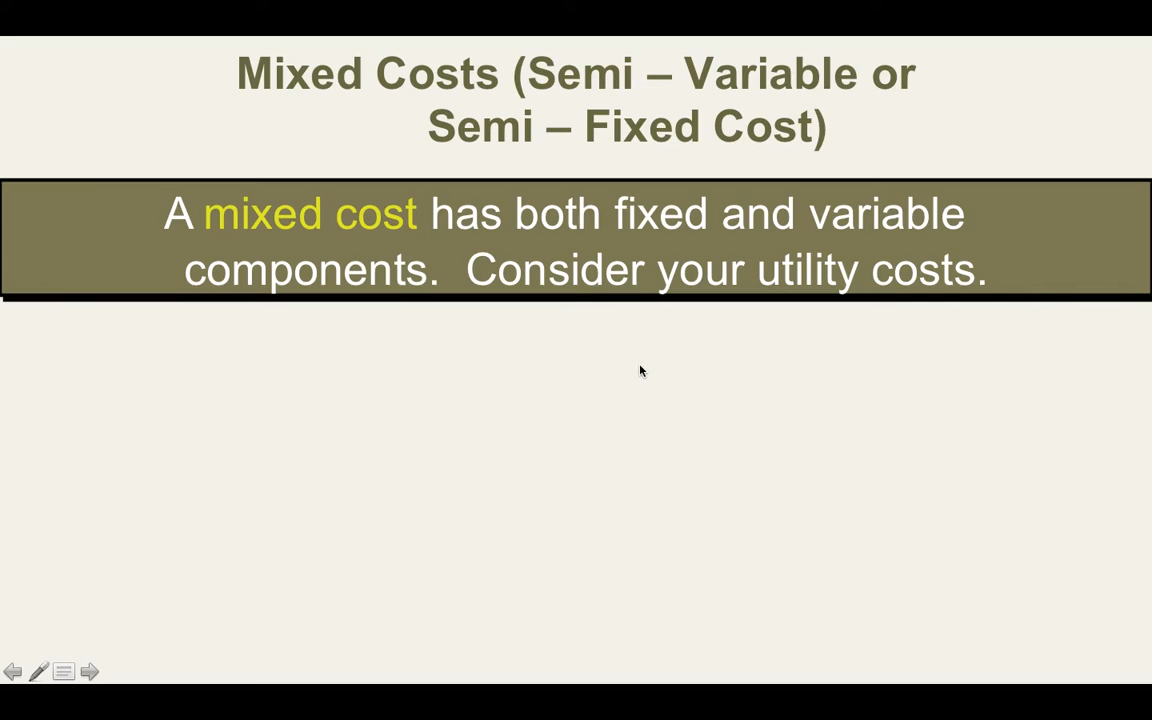 Mixed Costs (Semi – Variable or
Semi – Fixed Cost)
A mixed cost has both fixed and variable
components.  Consider your utility costs.